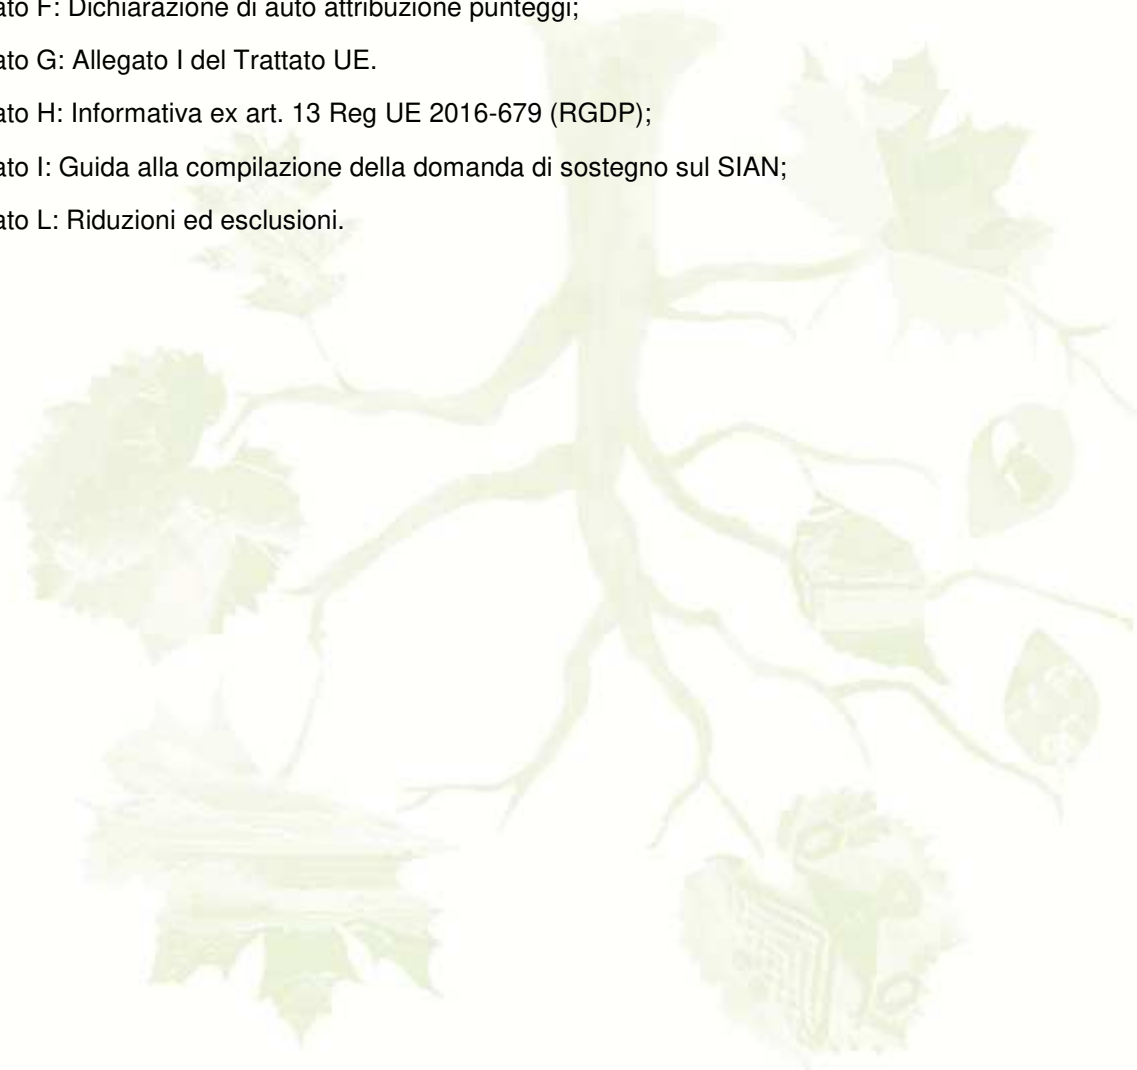 ato F: Dichiarazione di auto attribuzione punteggi;
ato G: Allegato I del Trattato UE.
ato H: Informativa ex art. 13 Reg UE 2016-679 (RGDP);
ato I: Guida alla compilazione della domanda di sostegno sul SIAN;
ato L: Riduzioni ed esclusioni.